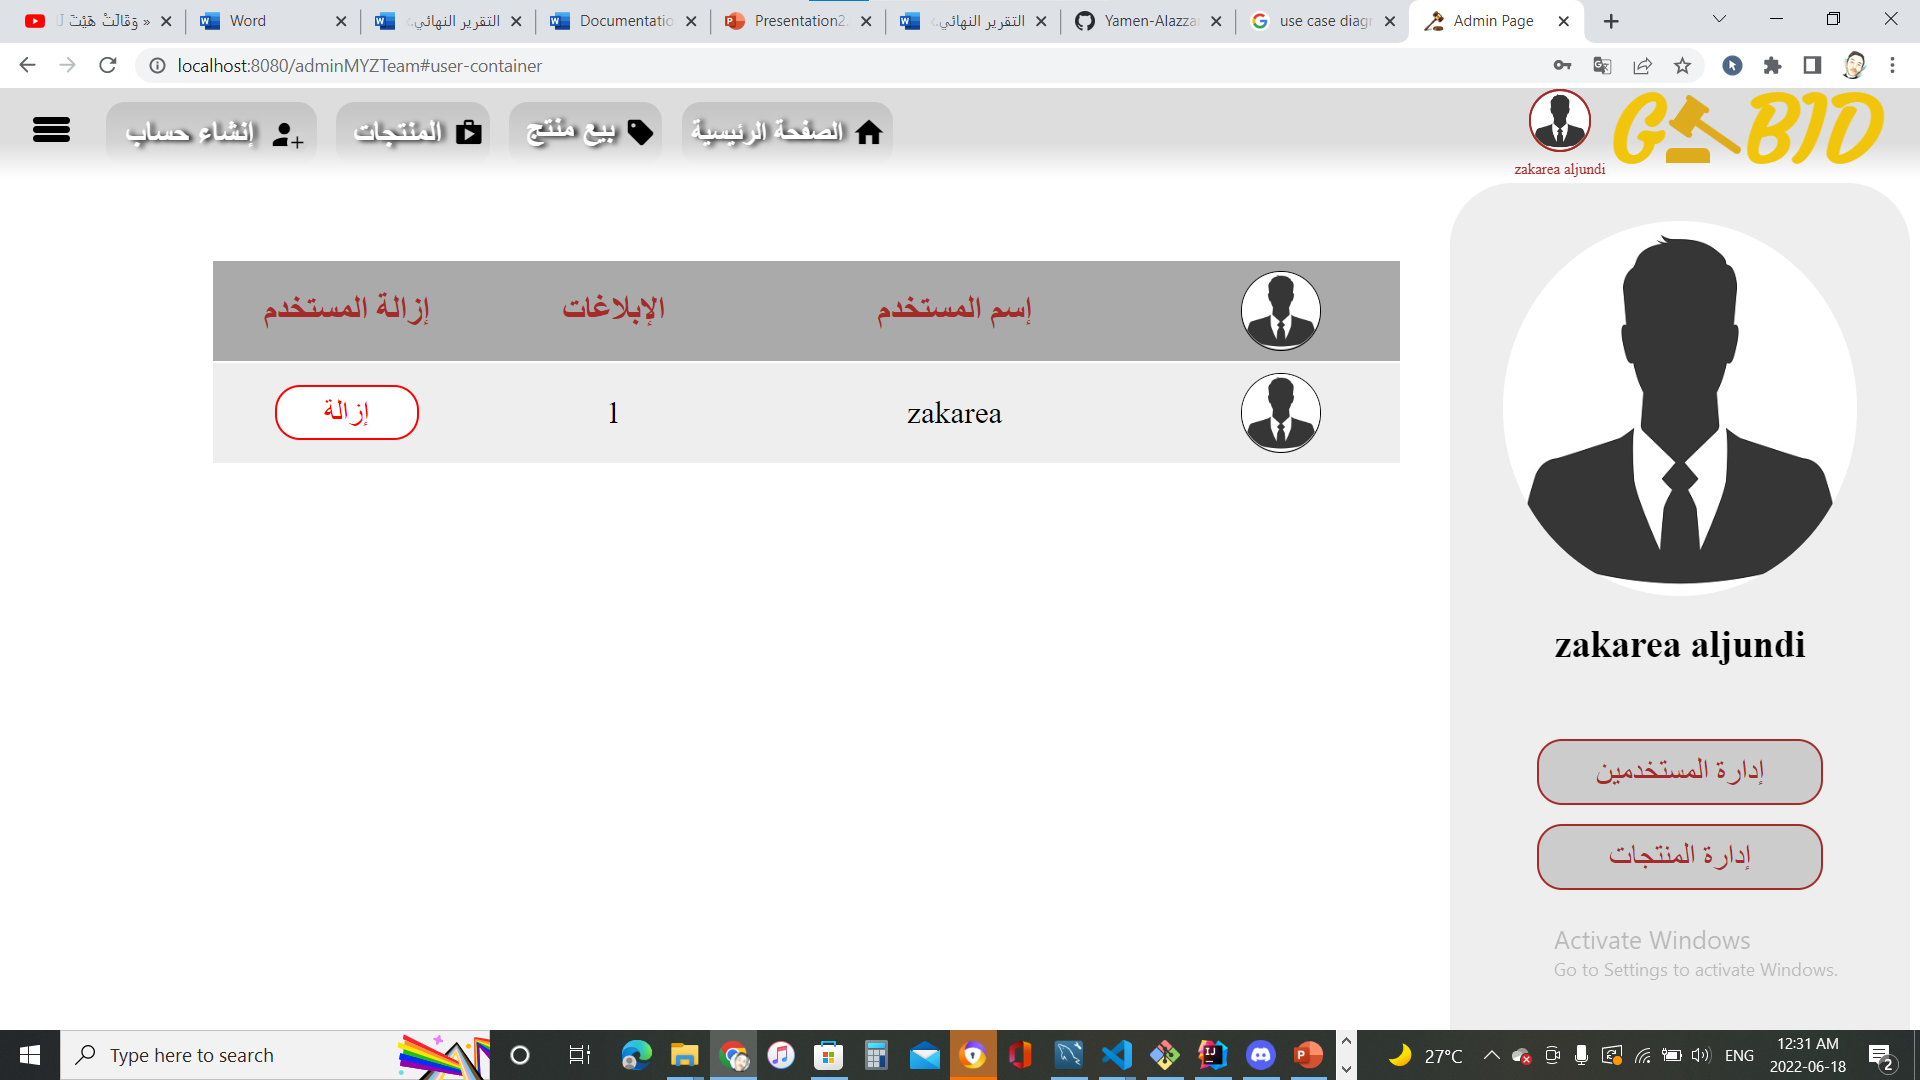 « وَقَالَتْ هَيْتَ لَ
Word
التقرير النهائي.
Documentatio
Presentation2.
التقرير النهائي.
Yamen-Alazza
use case diagr
Admin Page
localhost:8080/adminMYZTeam#user-container
الصفحة الرئيسية
بيع منتج
المنتجات
إنشاء حساب
zakarea aljundi
G BID
إسم المستخدم
الإبلاغات
إزالة المستخدم
zakarea
1
إزالة
zakarea aljundi
إدارة المستخدمين
إدارة المنتجات
Activate Windows
Go to Settings to activate Windows.
Type here to search
27°C
ENG
12:31 AM
2022-06-18
2